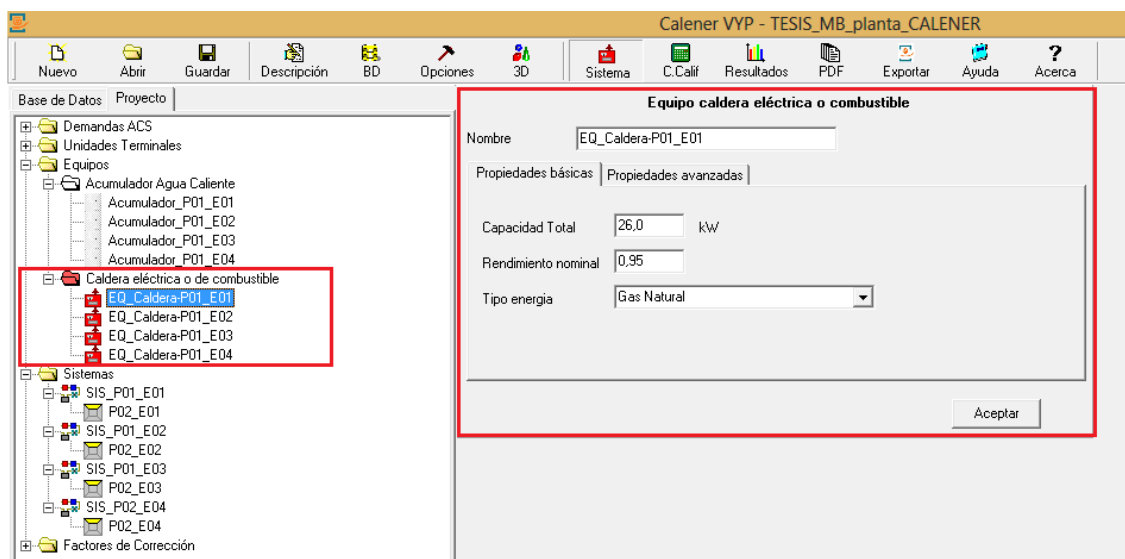 Calener VYP - TESIS_MB_planta_CALENER
Nuevo Abrir Guardar Descripción BD Opciones 3D Sistema C.Calif Resultados PDF Exportar Ayuda Acerca
Base de Datos Proyecto
Demandas ACS
Unidades Terminales
Equipos
Acumulador Agua Caliente
Acumulador_P01_E01
Acumulador_P01_E02
Acumulador_P01_E03
Acumulador_P01_E04
Caldera eléctrica o de combustible
EQ_Caldera-P01_E01
EQ_Caldera-P01_E02
EQ_Caldera-P01_E03
EQ_Caldera-P01_E04
Sistemas
SIS_P01_E01
P02_E01
SIS_P01_E02
P02_E02
SIS_P01_E03
P02_E03
SIS_P02_E04
P02_E04
Factores de Corrección
Equipo caldera eléctrica o combustible
Nombre EQ_Caldera-P01_E01
Propiedades básicas Propiedades avanzadas
Capacidad Total 26,0 kW
Rendimiento nominal 0,95
Tipo energia Gas Natural
Aceptar